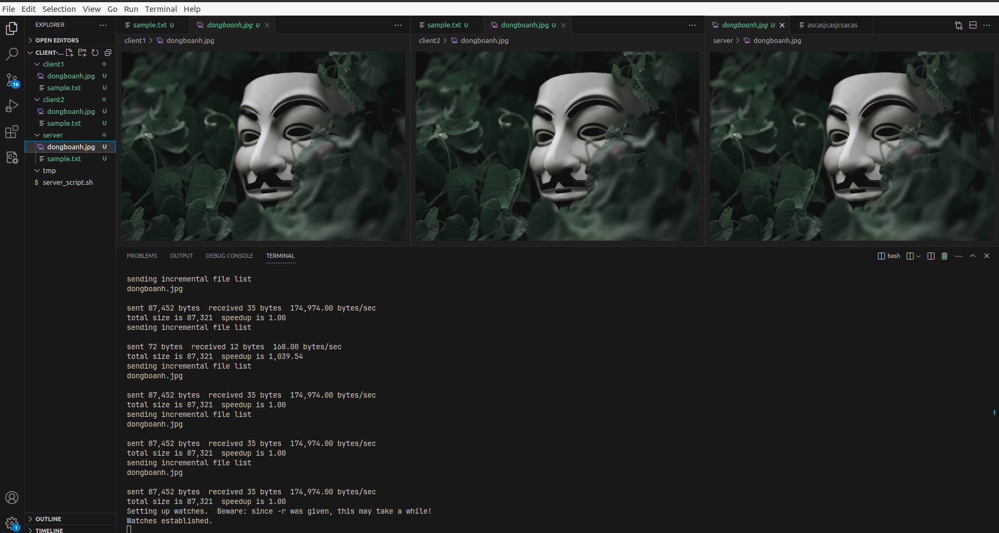 File Edit Selection View Go Run Terminal Help
EXPLORER
OPEN EDITORS
CLIENT-...
client1
dongboanh.jpg U
sample.txt U
client2
dongboanh.jpg U
sample.txt U
server
dongboanh.jpg U
sample.txt U
tmp
$ server_script.sh
OUTLINE
TIMELINE
16
1
sample.txt U dongboanh.jpg U
client1 > dongboanh.jpg
sample.txt U dongboanh.jpg U
client2 > dongboanh.jpg
dongboanh.jpg U ascasjcasjcsacas
server > dongboanh.jpg
PROBLEMS OUTPUT DEBUG CONSOLE TERMINAL
bash
sending incremental file list
dongboanh.jpg
sent 87,452 bytes  received 35 bytes  174,974.00 bytes/sec
total size is 87,321  speedup is 1.00
sending incremental file list
sent 72 bytes  received 12 bytes  168.00 bytes/sec
total size is 87,321  speedup is 1,039.54
sending incremental file list
dongboanh.jpg
sent 87,452 bytes  received 35 bytes  174,974.00 bytes/sec
total size is 87,321  speedup is 1.00
sending incremental file list
dongboanh.jpg
sent 87,452 bytes  received 35 bytes  174,974.00 bytes/sec
total size is 87,321  speedup is 1.00
sending incremental file list
dongboanh.jpg
sent 87,452 bytes  received 35 bytes  174,974.00 bytes/sec
total size is 87,321  speedup is 1.00
Setting up watches.  Beware: since -r was given, this may take a while!
Watches established.